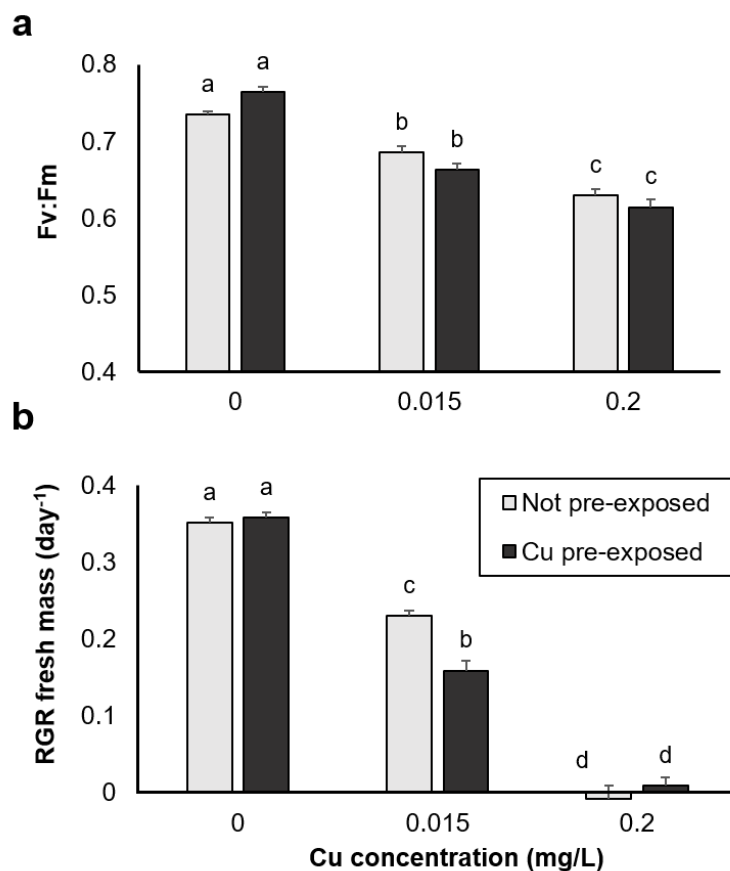 a
Fv:Fm
0.8
0.7
0.6
0.5
0.4
a a
b b
c c
0 0.015 0.2
b
RGR fresh mass (day-1)
0.4
0.3
0.2
0.1
0
a a
c b
d d
Not pre-exposed
Cu pre-exposed
0 0.015 0.2
Cu concentration (mg/L)